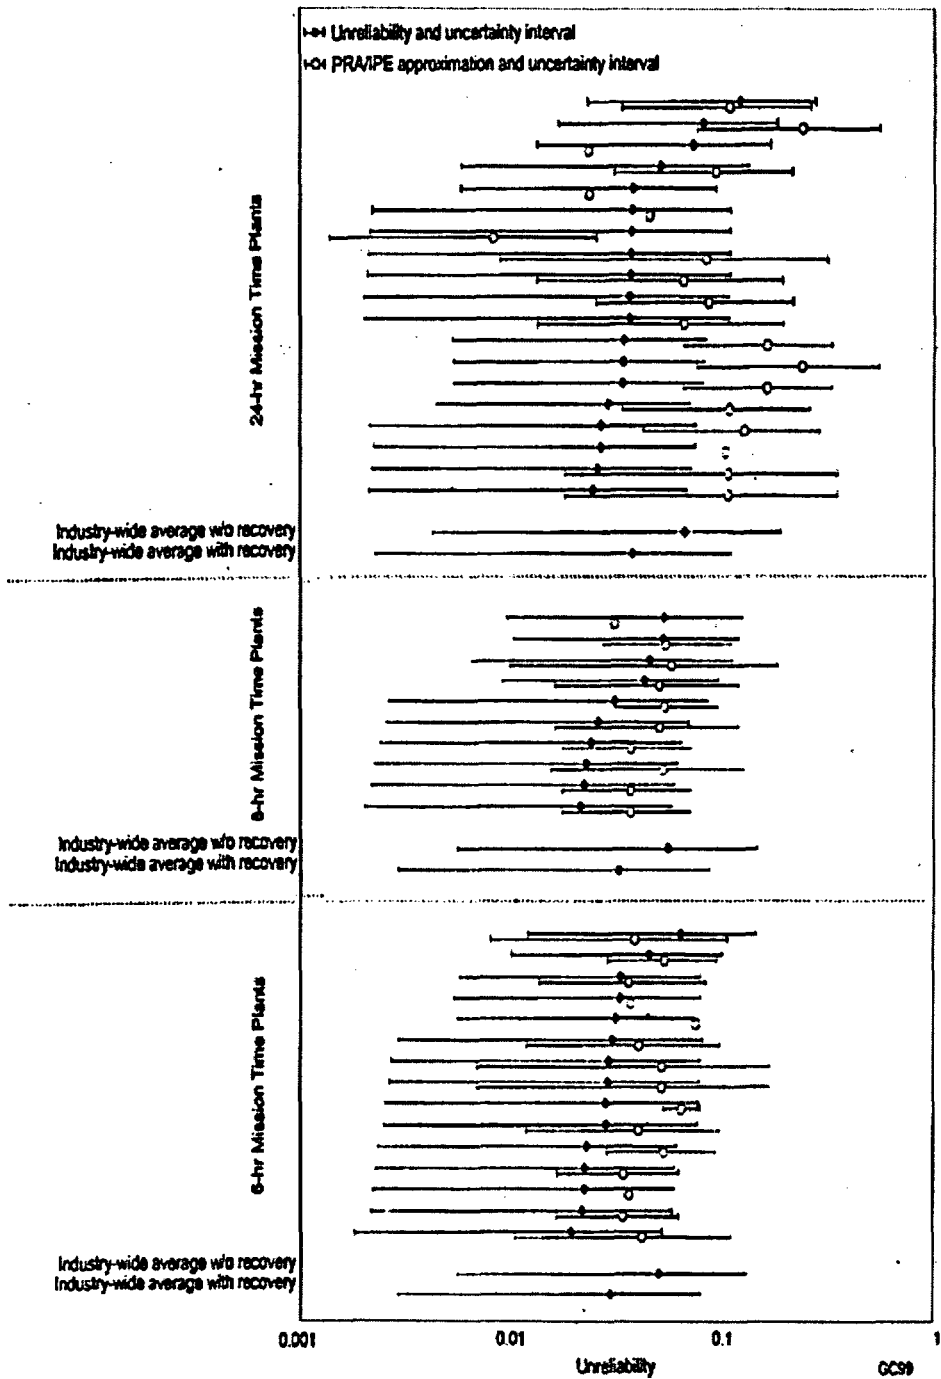 Unreliability and uncertainty interval
PRA/IPE approximation and uncertainty interval
24-hr Mission Time Plants
Industry-wide average w/o recovery
Industry-wide average with recovery
8-hr Mission Time Plants
Industry-wide average w/o recovery
Industry-wide average with recovery
6-hr Mission Time Plants
Industry-wide average w/o recovery
Industry-wide average with recovery
0.001
0.01
0.1
1
Unreliability
GC99